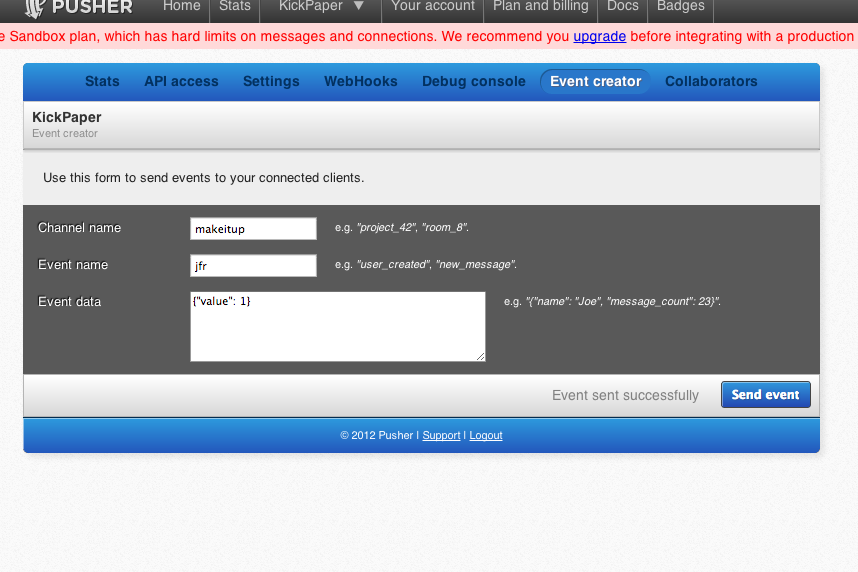 PUSHER Home Stats KickPaper ▼ Your account Plan and billing Docs Badges
e Sandbox plan, which has hard limits on messages and connections. We recommend you upgrade before integrating with a production
Stats API access Settings WebHooks Debug console Event creator Collaborators
KickPaper
Event creator
Use this form to send events to your connected clients.
Channel name makeitup e.g. "project_42", "room_8".
Event name jfr e.g. "user_created", "new_message".
Event data {"value": 1} e.g. "{"name": "Joe", "message_count": 23}".
Event sent successfully Send event
© 2012 Pusher | Support | Logout